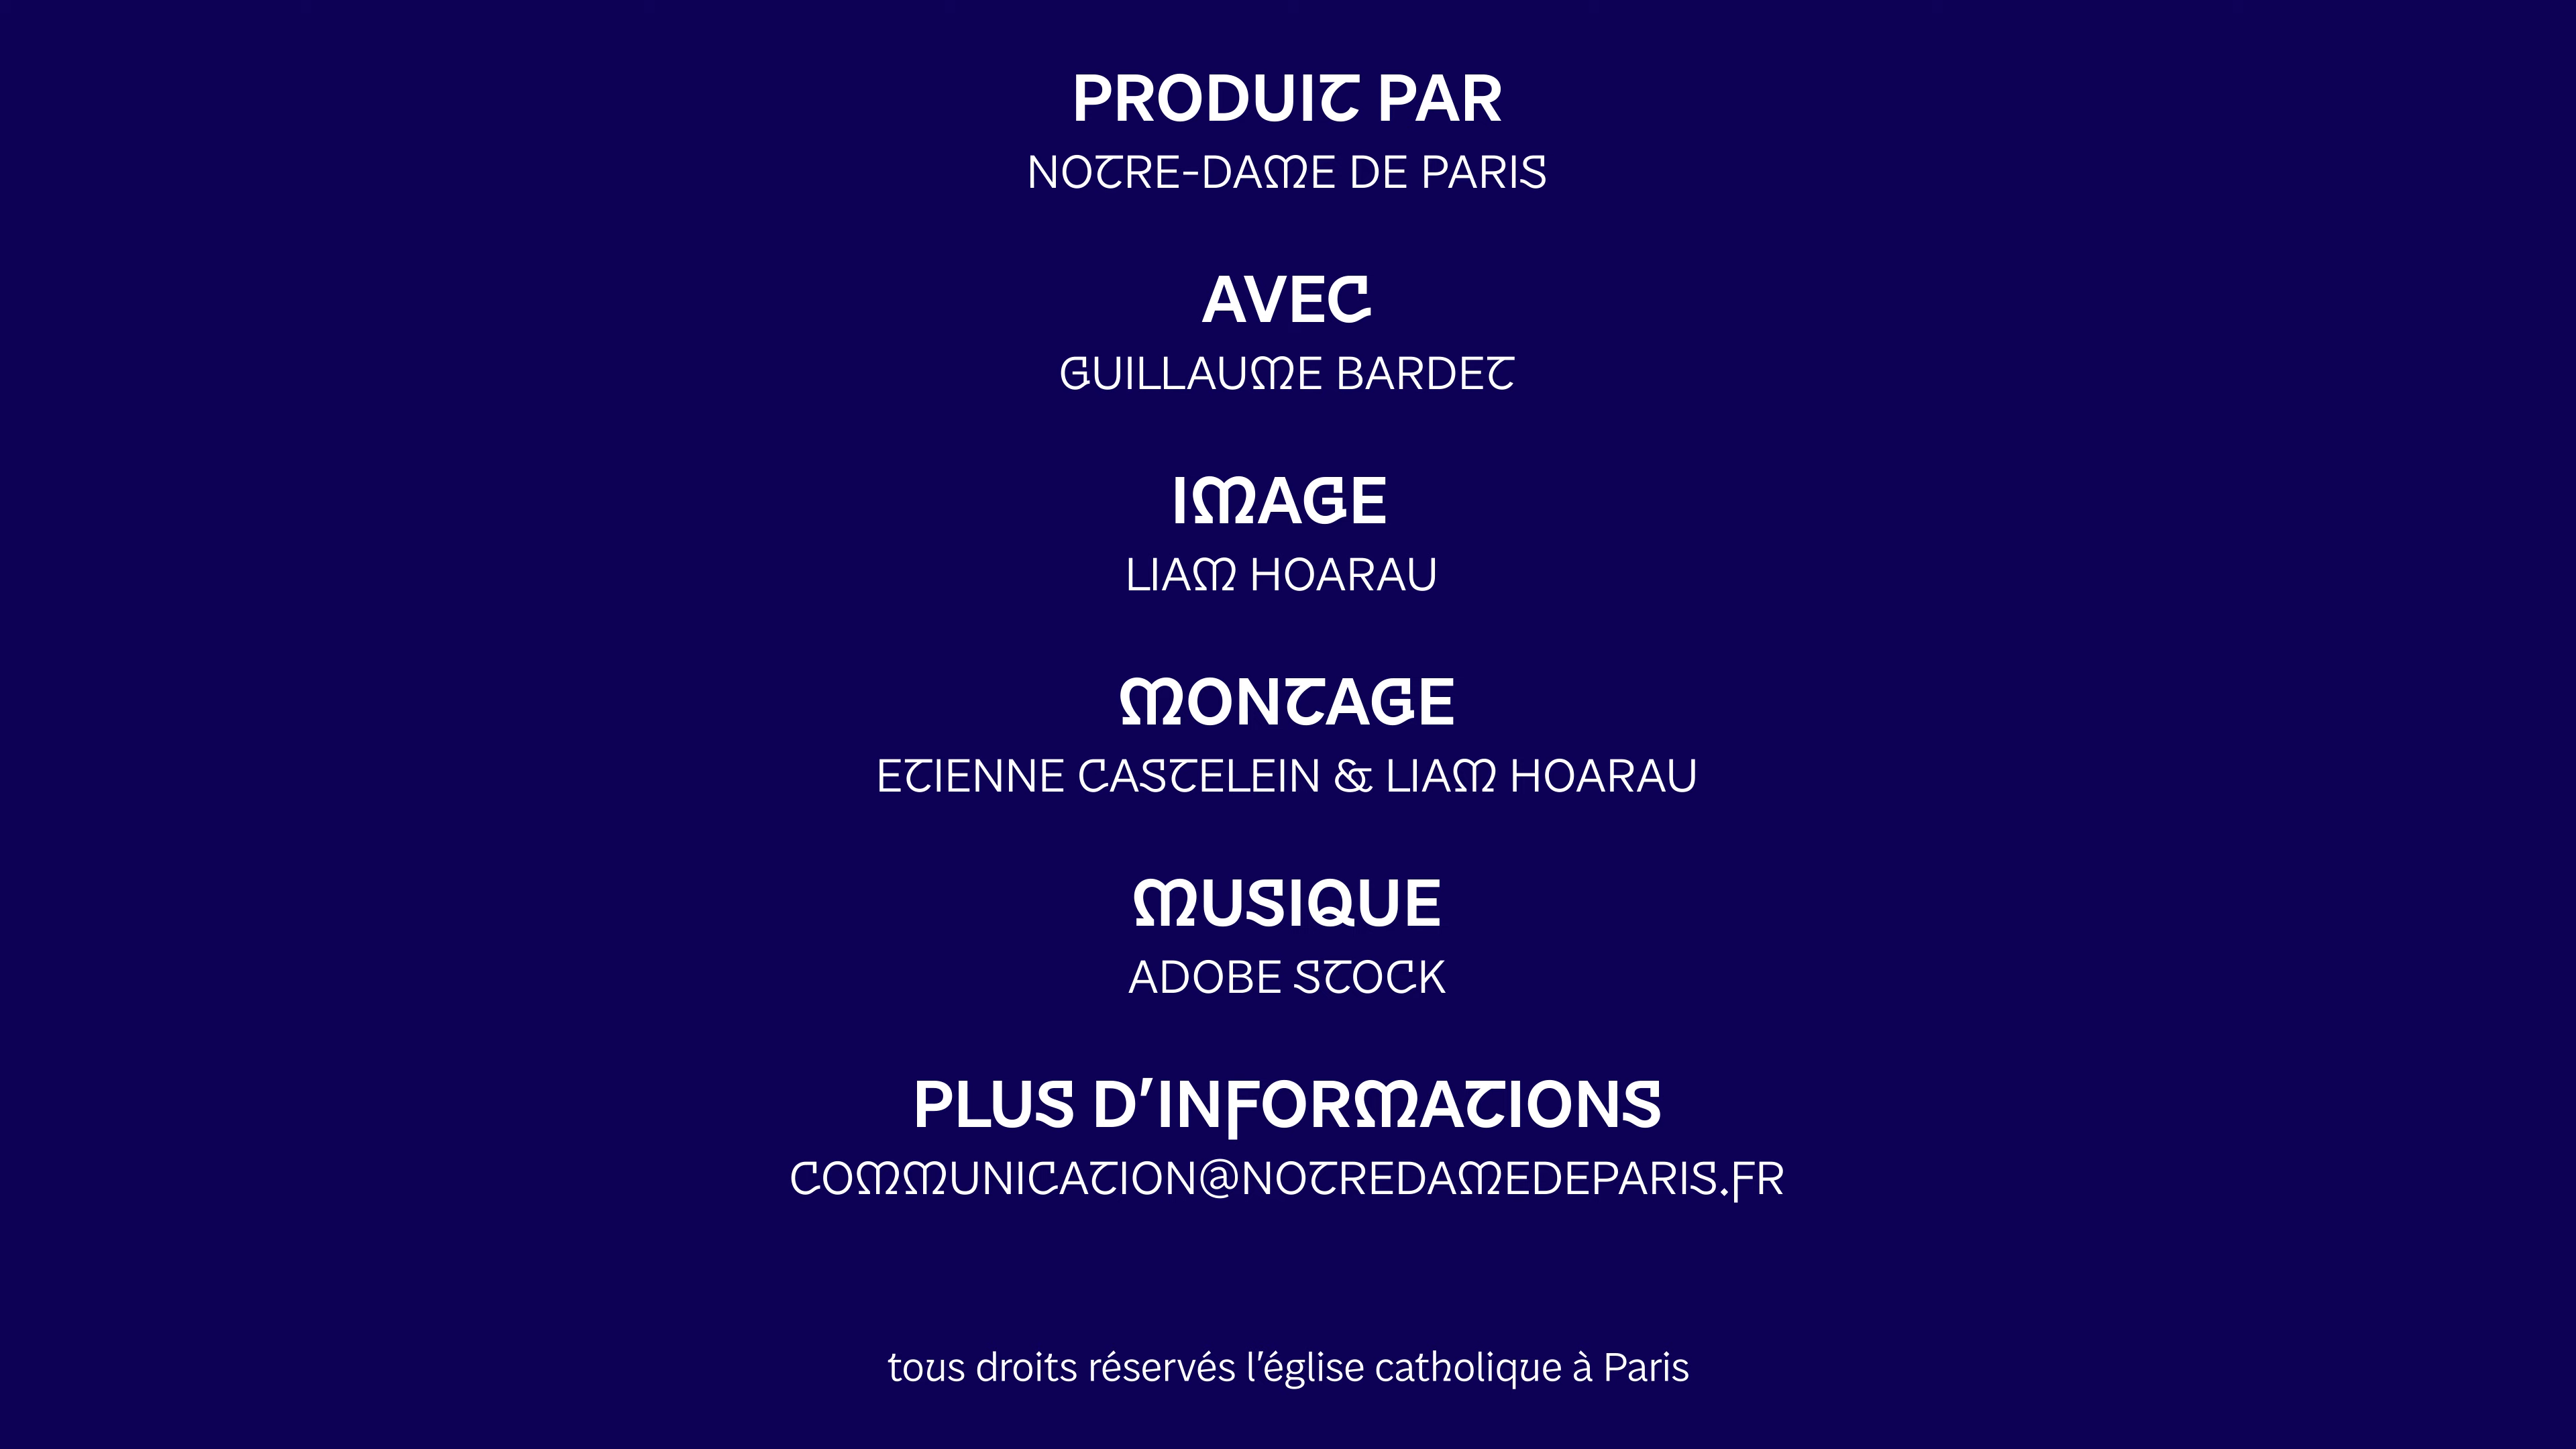 PRODUIT PAR
NOTRE-DAME DE PARIS
AVEC
GUILLAUME BARDET
IMAGE
LIAM HOARAU
MONTAGE
ETIENNE CASTELEIN & LIAM HOARAU
MUSIQUE
ADOBE STOCK
PLUS D'INFORMATIONS
COMMUNICATION@NOTREDAMEDEPARIS.FR
tous droits réservés l'église catholique à Paris